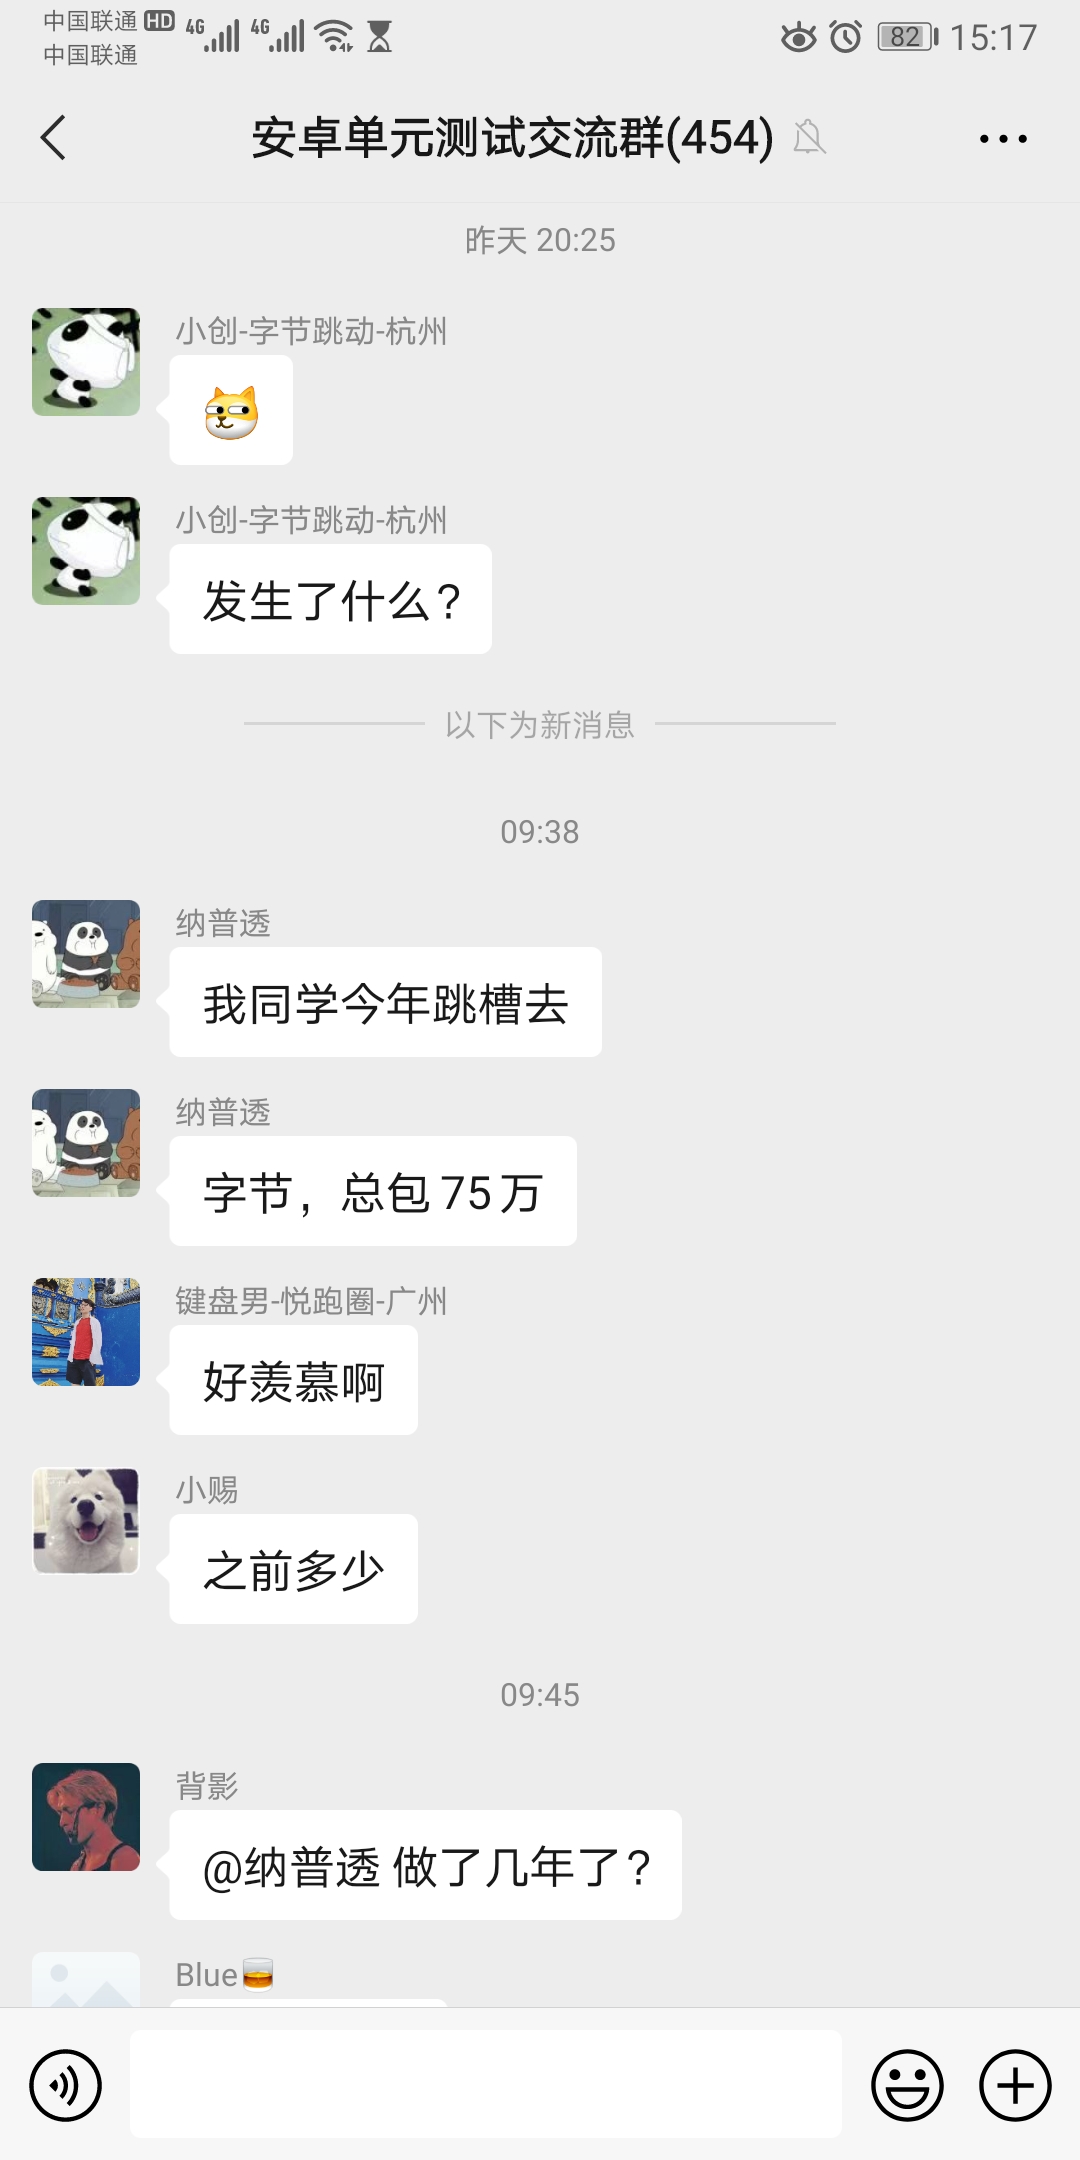 中国联通 HD 4G 4G 82 15:17
中国联通
安卓单元测试交流群(454)
昨天 20:25
小创-字节跳动-杭州
小创-字节跳动-杭州
发生了什么?
以下为新消息
09:38
纳普透
我同学今年跳槽去
纳普透
字节，总包 75 万
键盘男-悦跑圈-广州
好羡慕啊
小赐
之前多少
09:45
背影
@纳普透 做了几年了?
Blue🥃